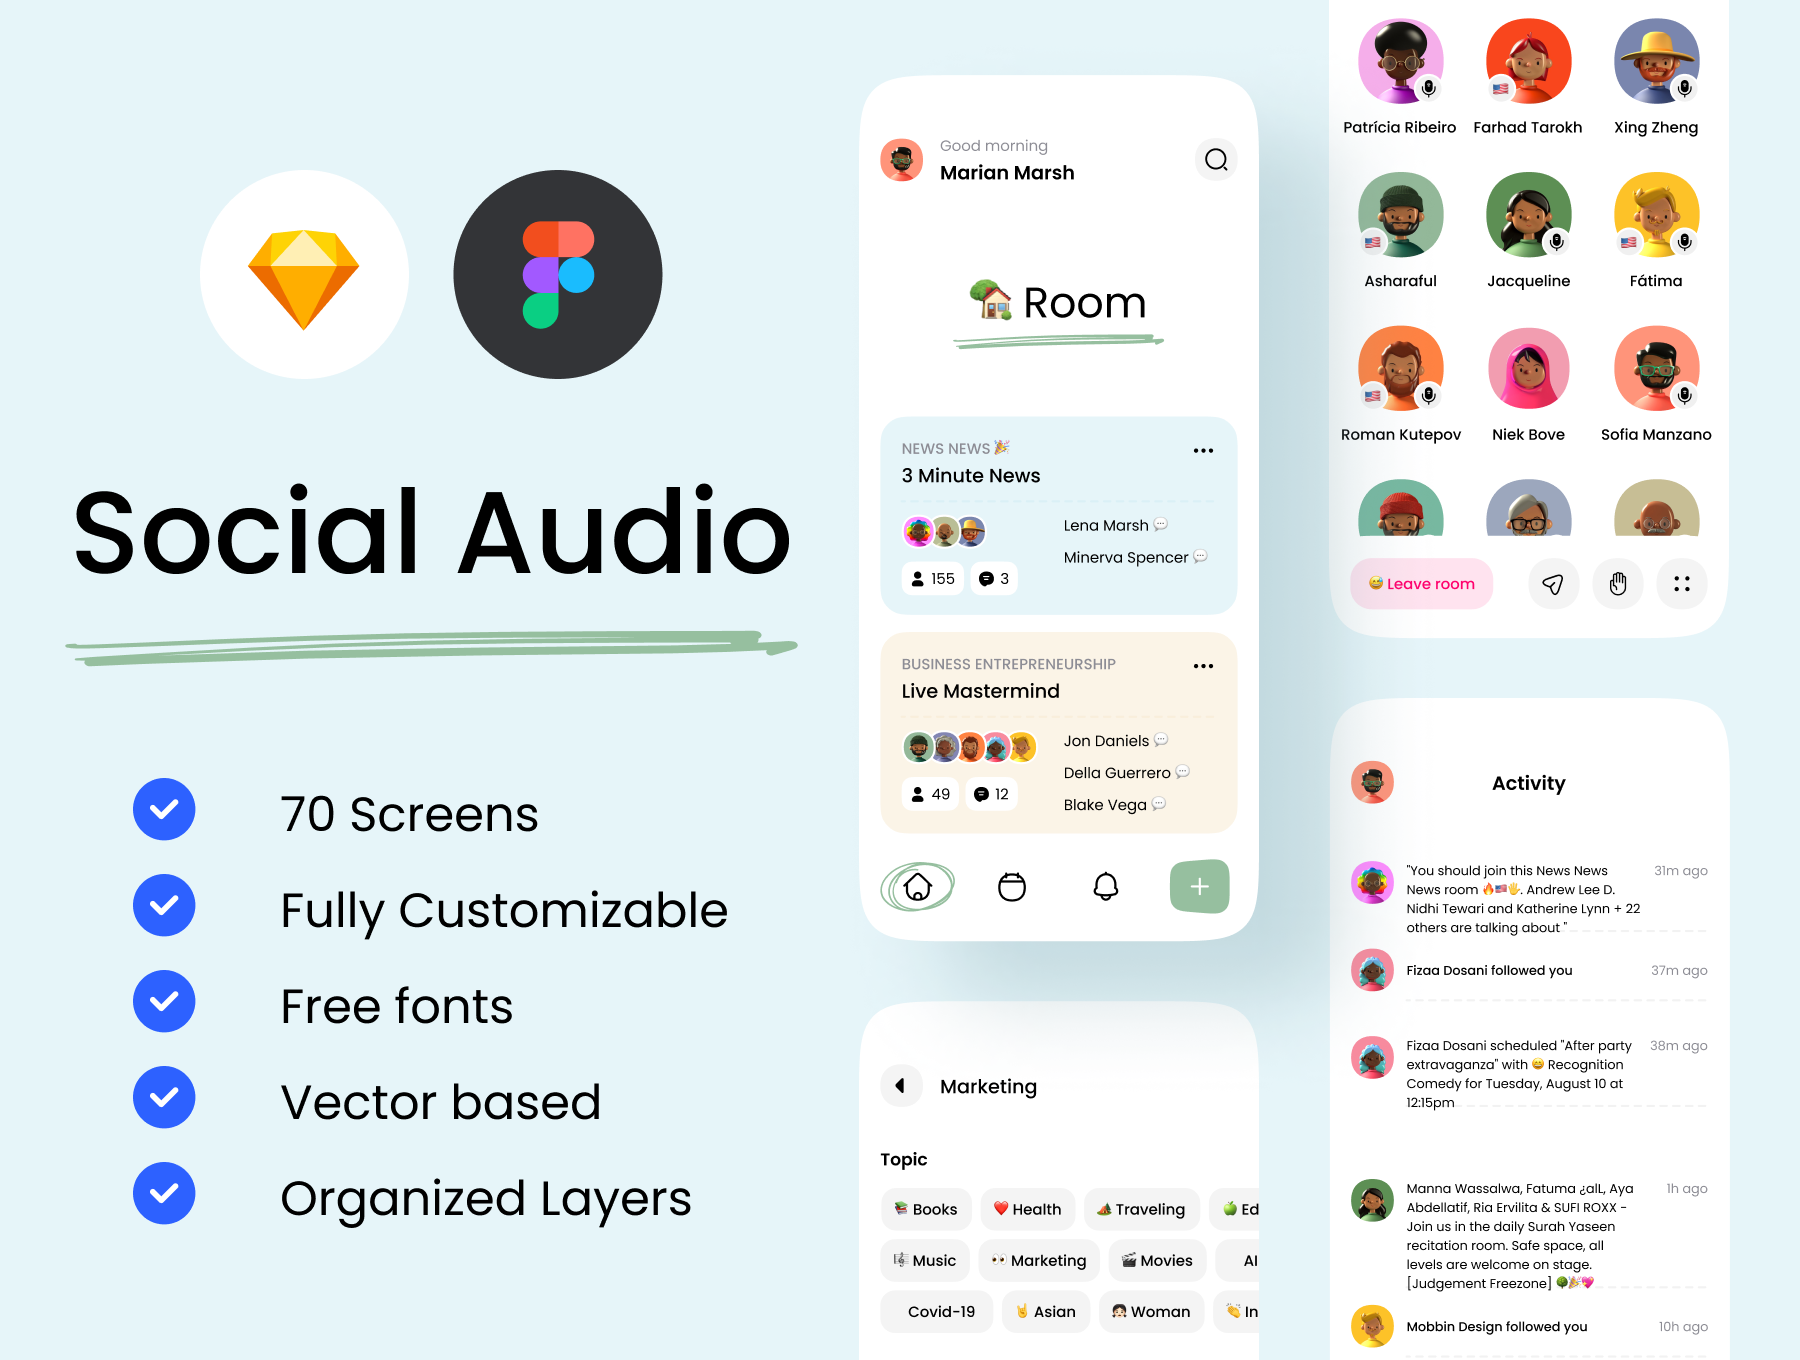 Social Audio
70 Screens
Fully Customizable
Free fonts
Vector based
Organized Layers
Good morning
Marian Marsh
Room
NEWS NEWS
3 Minute News
Lena Marsh
Minerva Spencer
155
3
BUSINESS ENTREPRENEURSHIP
Live Mastermind
Jon Daniels
Della Guerrero
Blake Vega
49
12
Marketing
Topic
Books
Health
Traveling
Ed
Music
Marketing
Movies
Covid-19
Asian
Woman
In
Patrícia Ribeiro
Farhad Tarokh
Xing Zheng
Asharaful
Jacqueline
Fátima
Roman Kutepov
Niek Bove
Sofia Manzano
Leave room
Activity
"You should join this News News
31m ago
News room 🔥🇺🇸🖐. Andrew Lee D.
Nidhi Tewari and Katherine Lynn + 22
others are talking about "
Fizaa Dosani followed you
37m ago
Fizaa Dosani scheduled "After party
38m ago
extravaganza" with 😄 Recognition
Comedy for Tuesday, August 10 at
12:15pm
Manna Wassalwa, Fatuma ¿alL, Aya
1h ago
Abdellatif, Ria Ervilita & SUFI ROXX -
Join us in the daily Surah Yaseen
recitation room. Safe space, all
levels are welcome on stage.
[Judgement Freezone] 🌳🎉💖
Mobbin Design followed you
10h ago